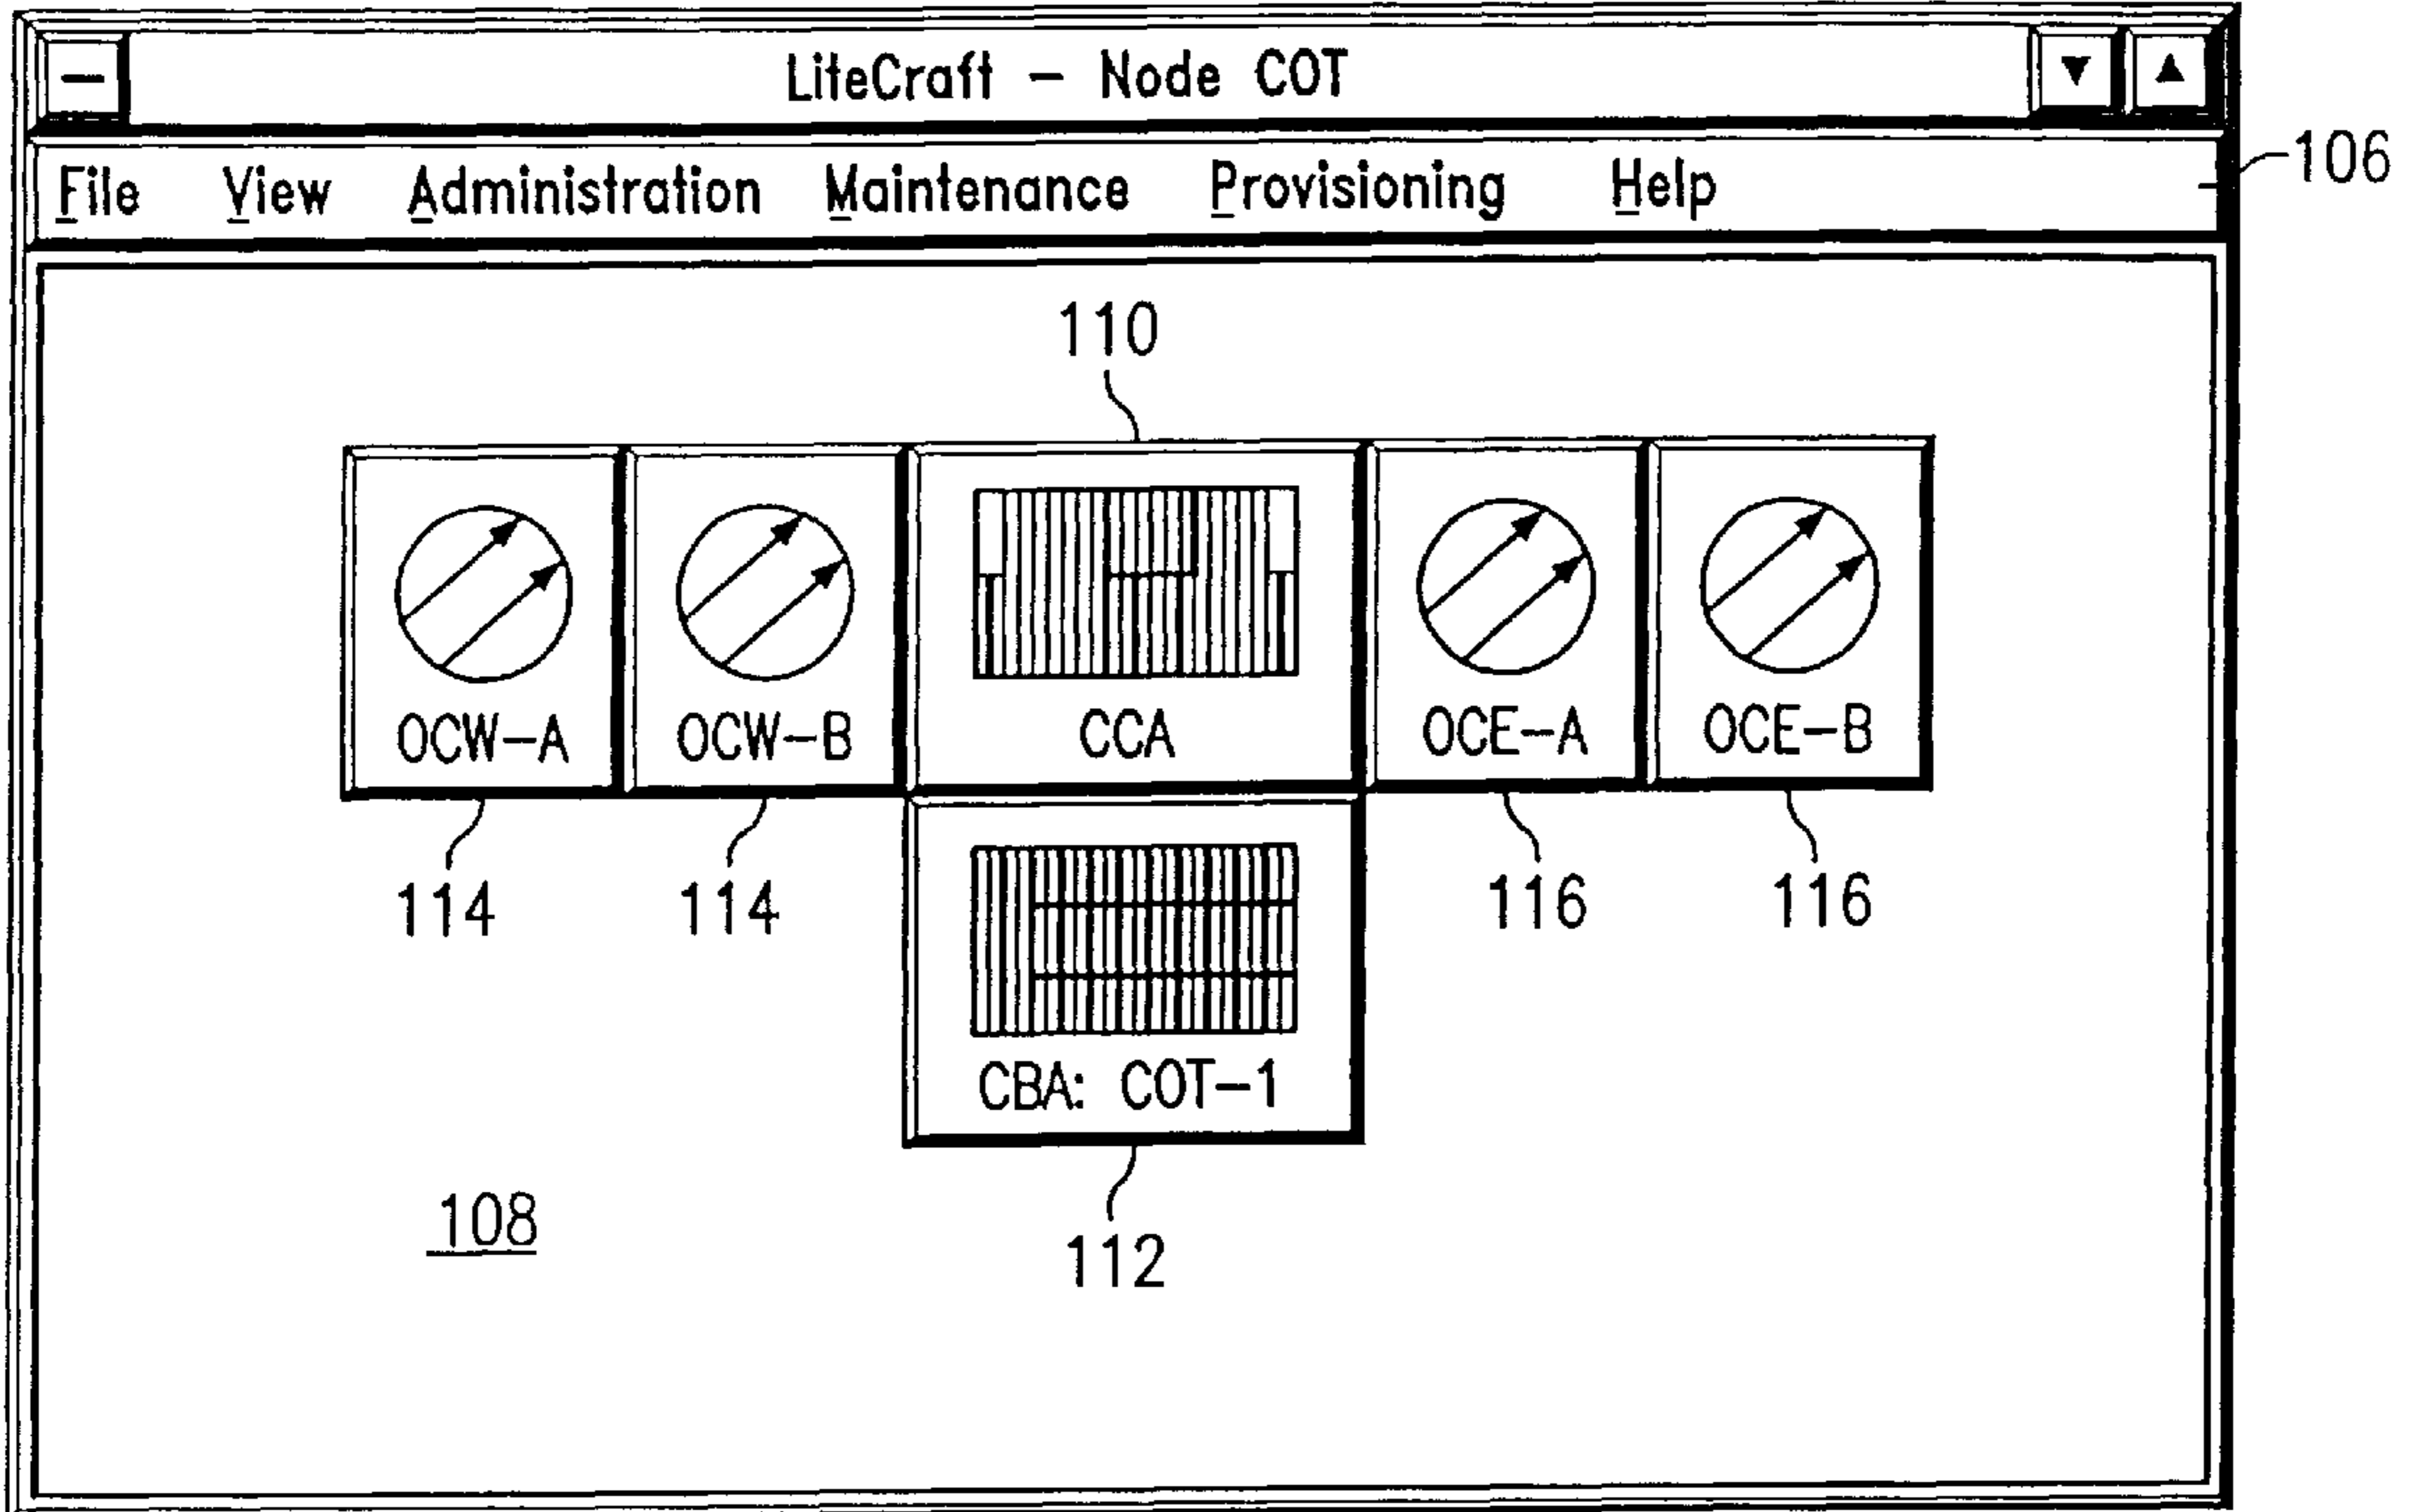 LiteCraft - Node COT
File View Administration Maintenance Provisioning Help
106
110
OCW-A OCW-B CCA OCE-A OCE-B
114 114 116 116
CBA: COT-1
108
112